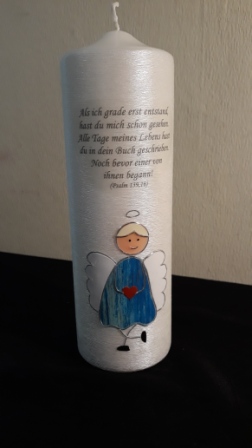 Als ich grade erst entstand,
hast du mich schon gesehen.
Alle Tage meines Lebens hast
du in dein Buch geschrieben.
Noch bevor einer von
ihnen begann!
(Psalm 139,16)